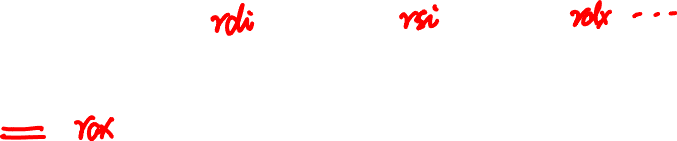 rdi rsi rdx ...
= rax